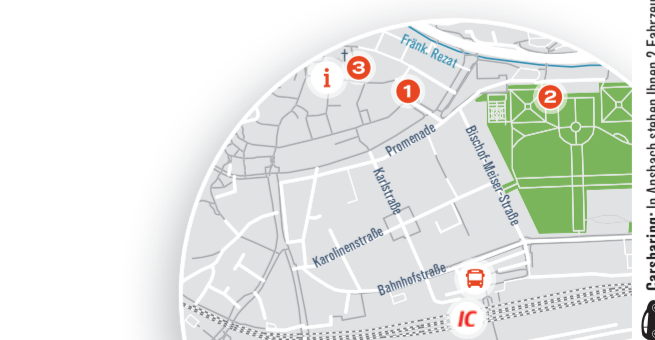 Fränk. Rezat
†
3
i
1
2
Promenade
Bischof-Meiser-Straße
Karlstraße
Karolinenstraße
Bahnhofstraße
IC
Carsharing: In Ansbach stehen Ihnen 2